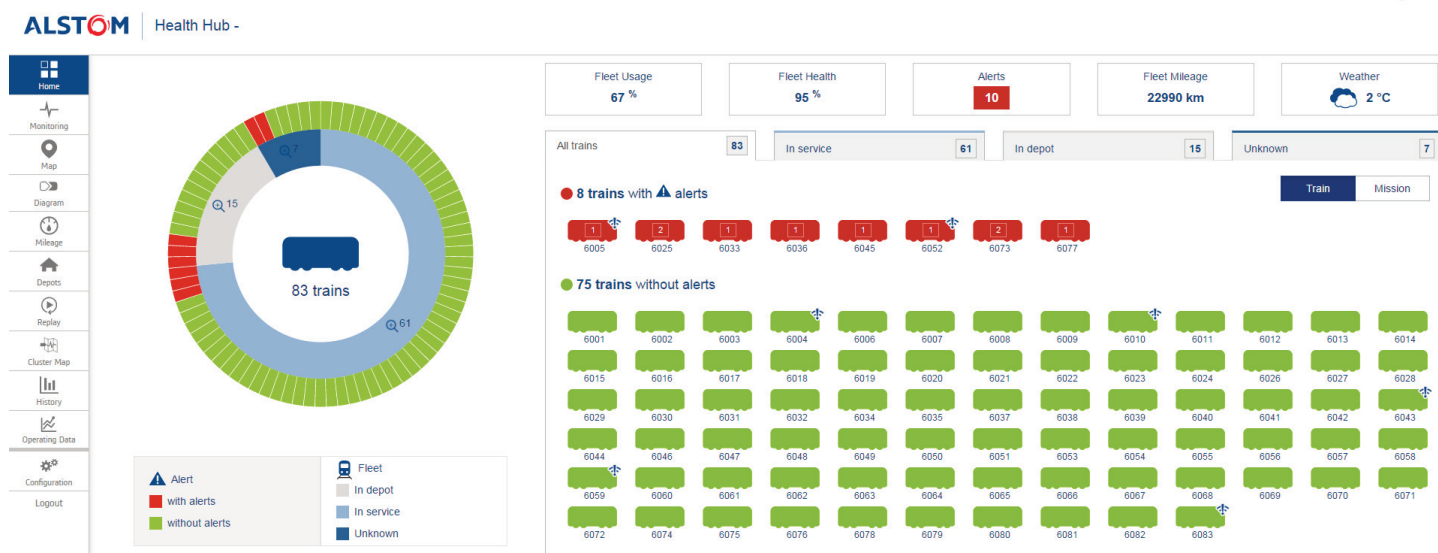 ALSTOM Health Hub -
Home
Monitoring
Map
Diagram
Mileage
Depots
Replay
Cluster Map
History
Operating Data
Configuration
Logout
7
15
83 trains
61
Alert
with alerts
without alerts
Fleet
In depot
In service
Unknown
Fleet Usage
67 %
Fleet Health
95 %
Alerts
10
Fleet Mileage
22990 km
Weather
2 °C
All trains 83
In service 61
In depot 15
Unknown 7
8 trains with alerts
Train Mission
1 2 1 1 1 1 2 1
6005 6025 6033 6036 6045 6052 6073 6077
75 trains without alerts
6001 6002 6003 6004 6006 6007 6008 6009 6010 6011 6012 6013 6014
6015 6016 6017 6018 6019 6020 6021 6022 6023 6024 6026 6027 6028
6029 6030 6031 6032 6034 6035 6037 6038 6039 6040 6041 6042 6043
6044 6046 6047 6048 6049 6050 6051 6053 6054 6055 6056 6057 6058
6059 6060 6061 6062 6063 6064 6065 6066 6067 6068 6069 6070 6071
6072 6074 6075 6076 6078 6079 6080 6081 6082 6083